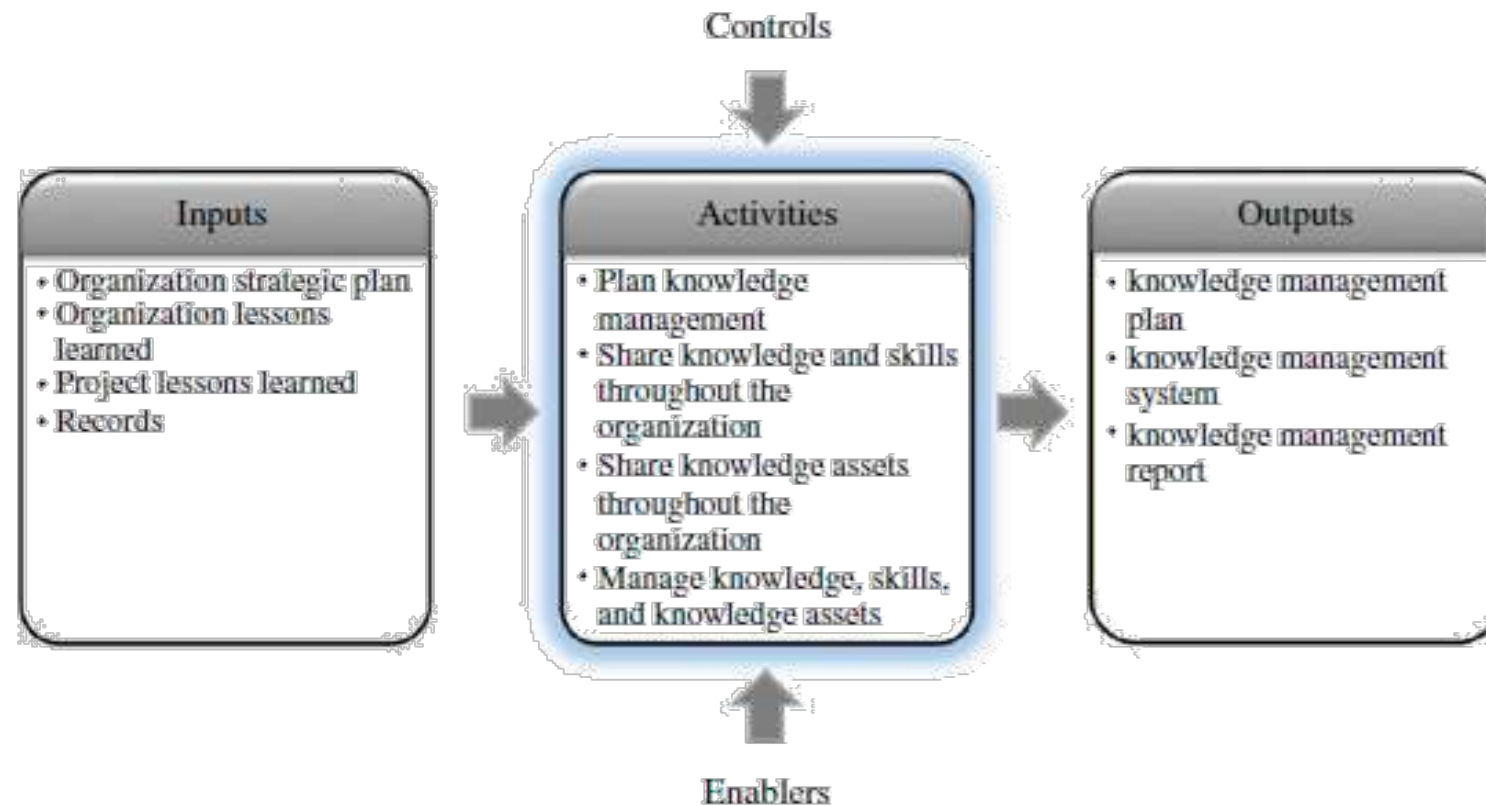 Controls
Inputs
• Organization strategic plan
• Organization lessons
learned
• Project lessons learned
• Records
Activities
• Plan knowledge
management
• Share knowledge and skills
throughout the
organization
• Share knowledge assets
throughout the
organization
• Manage knowledge, skills,
and knowledge assets
Outputs
• knowledge management
plan
• knowledge management
system
• knowledge management
report
Enablers